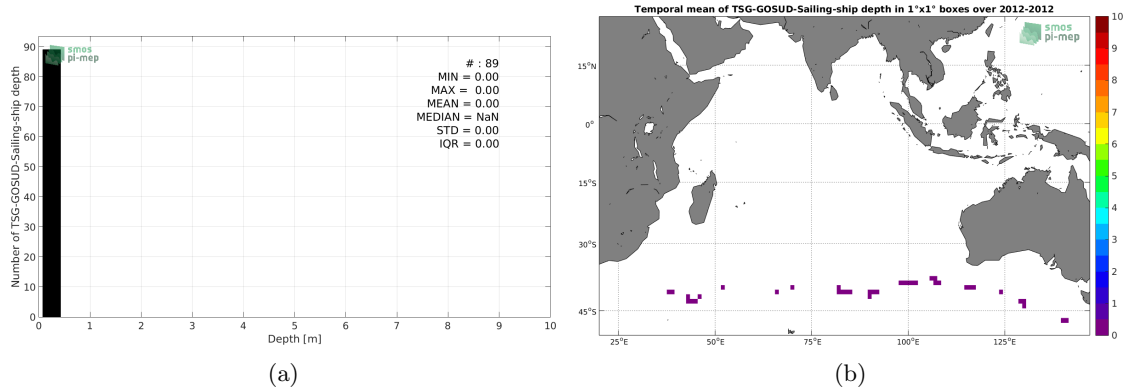 smos
pi-mep
# : 89
MIN = 0.00
MAX = 0.00
MEAN = 0.00
MEDIAN = NaN
STD = 0.00
IQR = 0.00
90
80
70
60
50
40
30
20
10
0
Number of TSG-GOSUD-Sailing-ship depth
0 1 2 3 4 5 6 7 8 9 10
Depth [m]
(a)
Temporal mean of TSG-GOSUD-Sailing-ship depth in 1°x1° boxes over 2012-2012
smos
pi-mep
15°N
0°
15°S
30°S
45°S
25°E 50°E 75°E 100°E 125°E
10
9
8
7
6
5
4
3
2
1
0
(b)